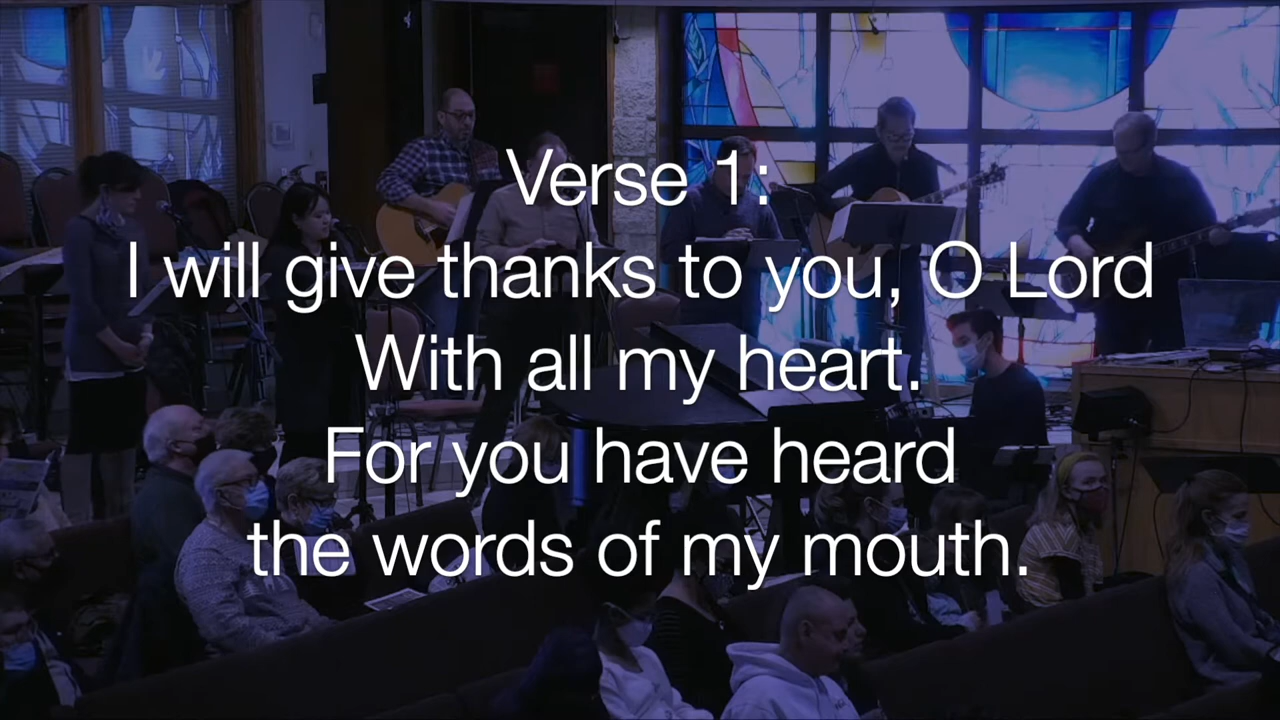 Verse 1:
I will give thanks to you, O Lord
With all my heart.
For you have heard
the words of my mouth.